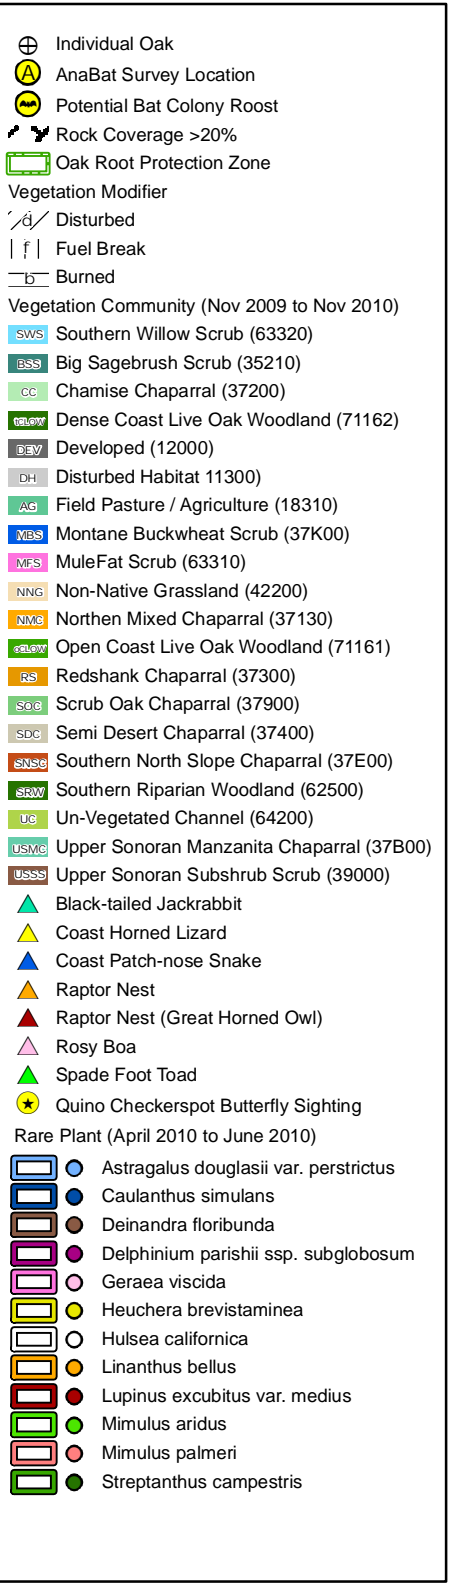 Individual Oak
A AnaBat Survey Location
Potential Bat Colony Roost
Rock Coverage >20%
Oak Root Protection Zone
Vegetation Modifier
d Disturbed
f Fuel Break
b Burned
Vegetation Community (Nov 2009 to Nov 2010)
SWS Southern Willow Scrub (63320)
BSS Big Sagebrush Scrub (35210)
CC Chamise Chaparral (37200)
Dense Coast Live Oak Woodland (71162)
DEV Developed (12000)
DH Disturbed Habitat 11300)
AG Field Pasture / Agriculture (18310)
MBS Montane Buckwheat Scrub (37K00)
MFS MuleFat Scrub (63310)
NNG Non-Native Grassland (42200)
NMC Northen Mixed Chaparral (37130)
oCLOW Open Coast Live Oak Woodland (71161)
RS Redshank Chaparral (37300)
SOC Scrub Oak Chaparral (37900)
SDC Semi Desert Chaparral (37400)
SNSC Southern North Slope Chaparral (37E00)
SRW Southern Riparian Woodland (62500)
UC Un-Vegetated Channel (64200)
USMC Upper Sonoran Manzanita Chaparral (37B00)
USSS Upper Sonoran Subshrub Scrub (39000)
Black-tailed Jackrabbit
Coast Horned Lizard
Coast Patch-nose Snake
Raptor Nest
Raptor Nest (Great Horned Owl)
Rosy Boa
Spade Foot Toad
Quino Checkerspot Butterfly Sighting
Rare Plant (April 2010 to June 2010)
Astragalus douglasii var. perstrictus
Caulanthus simulans
Deinandra floribunda
Delphinium parishii ssp. subglobosum
Geraea viscida
Heuchera brevistaminea
Hulsea californica
Linanthus bellus
Lupinus excubitus var. medius
Mimulus aridus
Mimulus palmeri
Streptanthus campestris